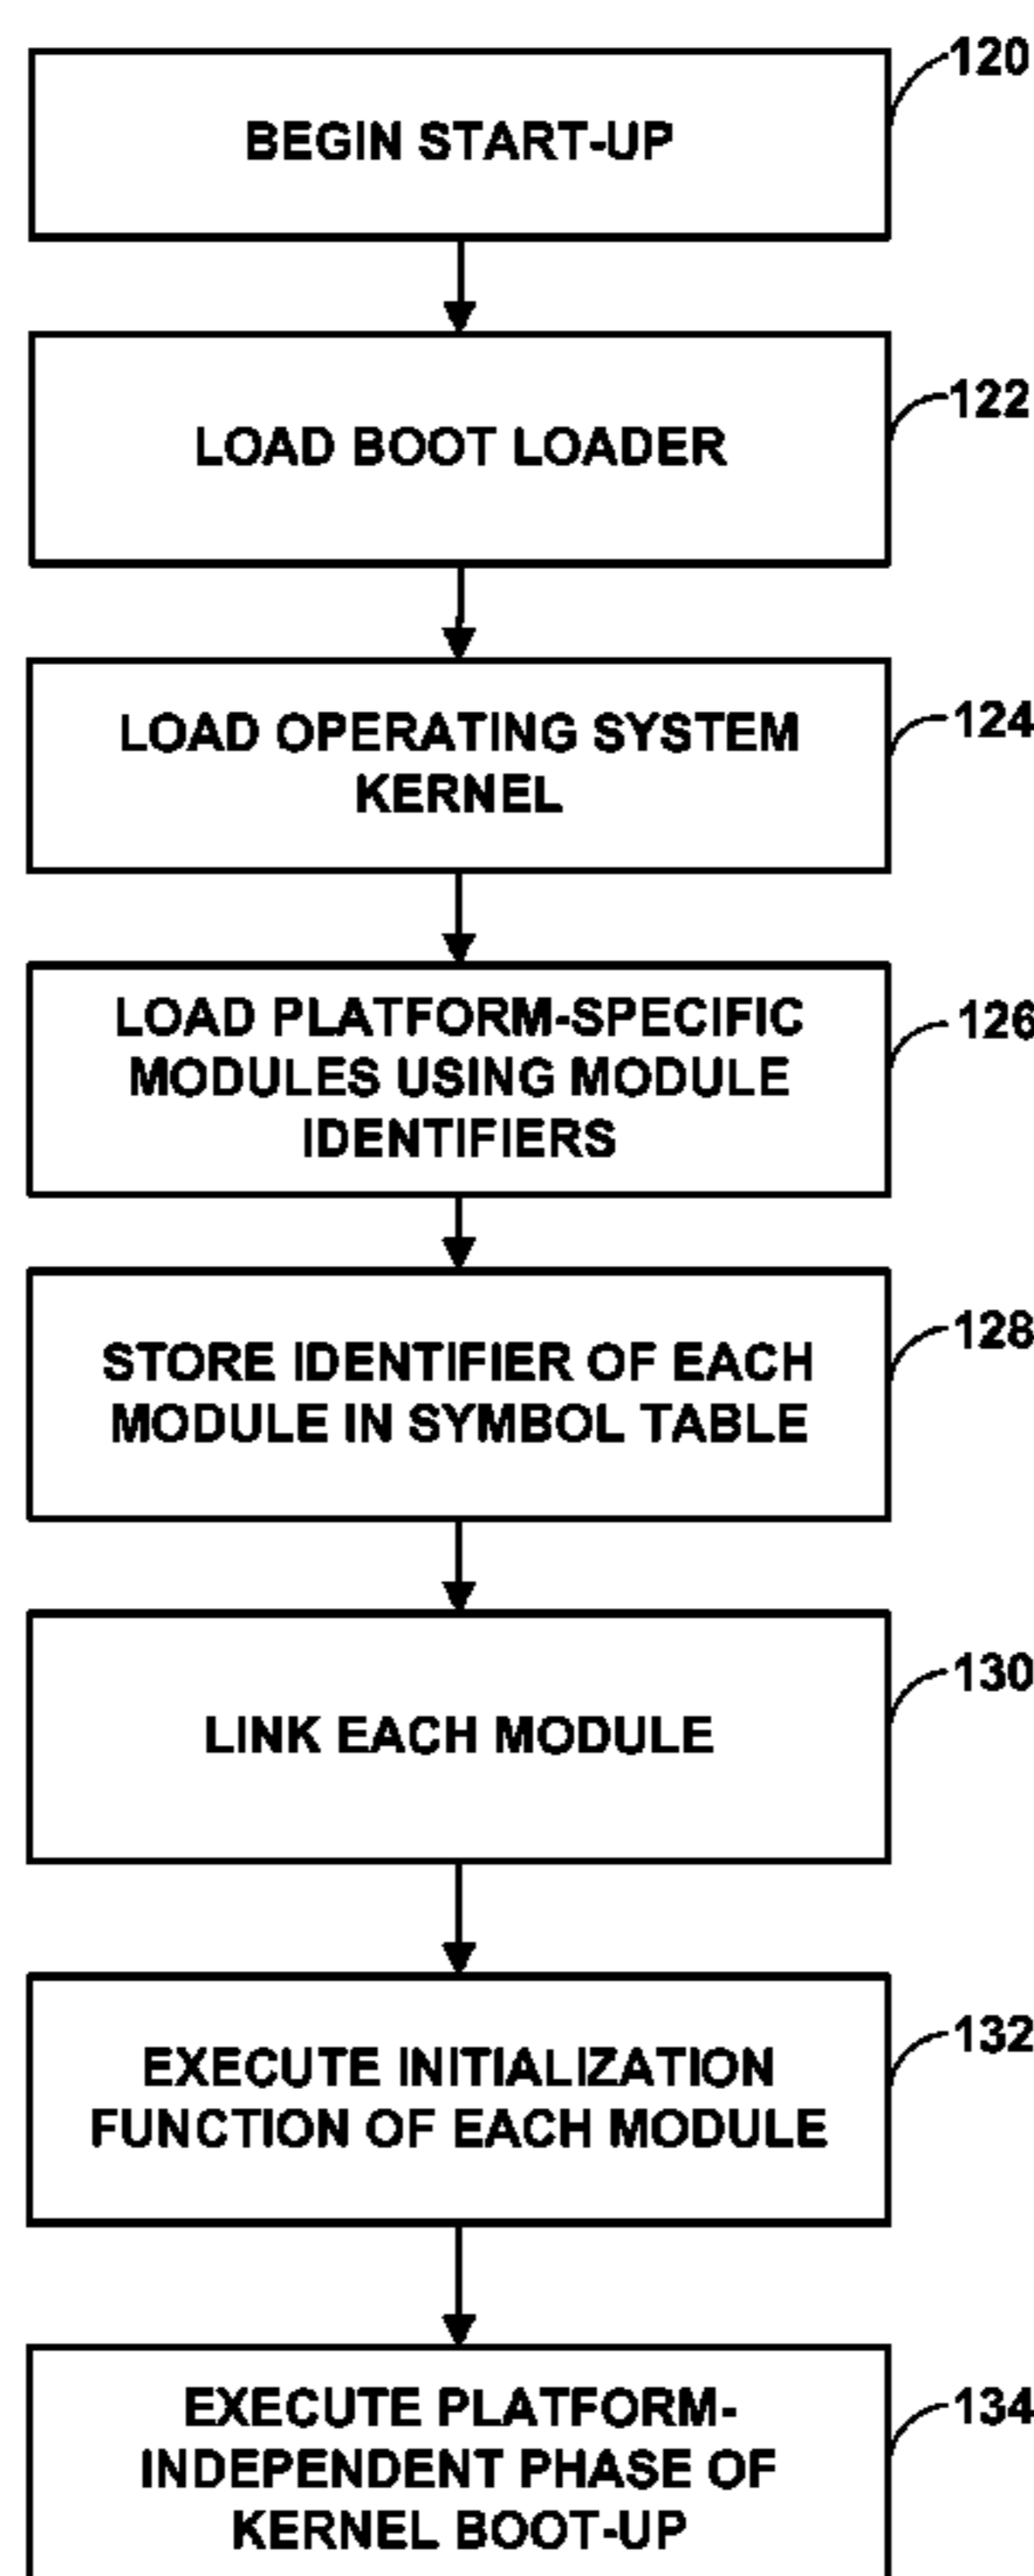 120
BEGIN START-UP
122
LOAD BOOT LOADER
124
LOAD OPERATING SYSTEM
KERNEL
126
LOAD PLATFORM-SPECIFIC
MODULES USING MODULE
IDENTIFIERS
128
STORE IDENTIFIER OF EACH
MODULE IN SYMBOL TABLE
130
LINK EACH MODULE
132
EXECUTE INITIALIZATION
FUNCTION OF EACH MODULE
134
EXECUTE PLATFORM-
INDEPENDENT PHASE OF
KERNEL BOOT-UP